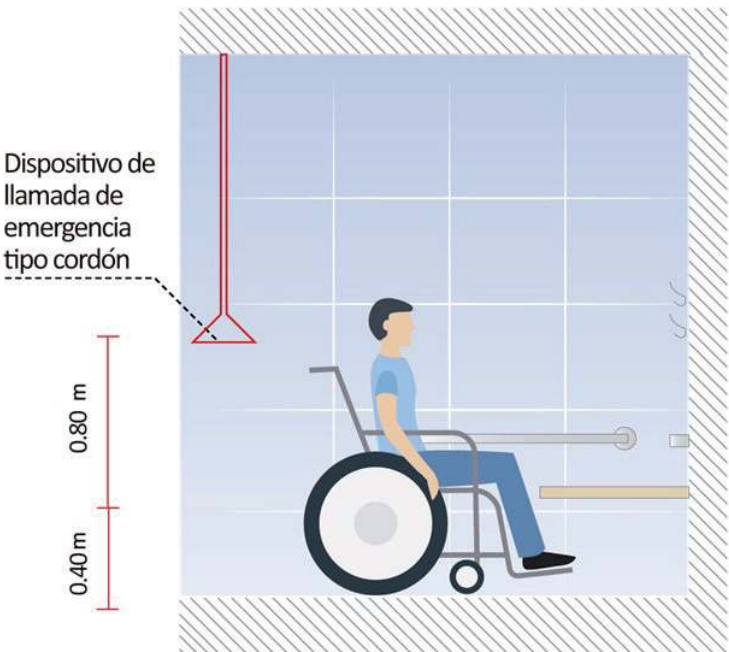 Dispositivo de
llamada de
emergencia
tipo cordón
0.80 m
0.40 m